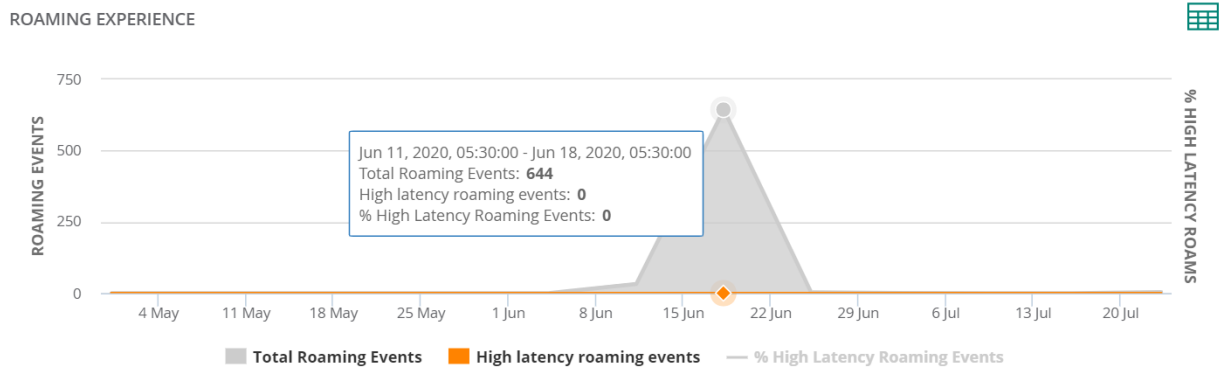 ROAMING EXPERIENCE
ROAMING EVENTS
% HIGH LATENCY ROAMS
750
500
250
0
Jun 11, 2020, 05:30:00 - Jun 18, 2020, 05:30:00
Total Roaming Events: 644
High latency roaming events: 0
% High Latency Roaming Events: 0
4 May 11 May 18 May 25 May 1 Jun 8 Jun 15 Jun 22 Jun 29 Jun 6 Jul 13 Jul 20 Jul
Total Roaming Events High latency roaming events % High Latency Roaming Events